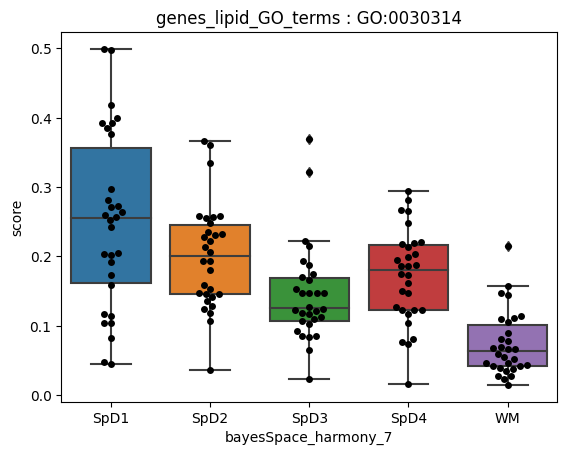 genes_lipid_GO_terms : GO:0030314
0.5
0.4
0.3
0.2
0.1
0.0
score
SpD1 SpD2 SpD3 SpD4 WM
bayesSpace_harmony_7